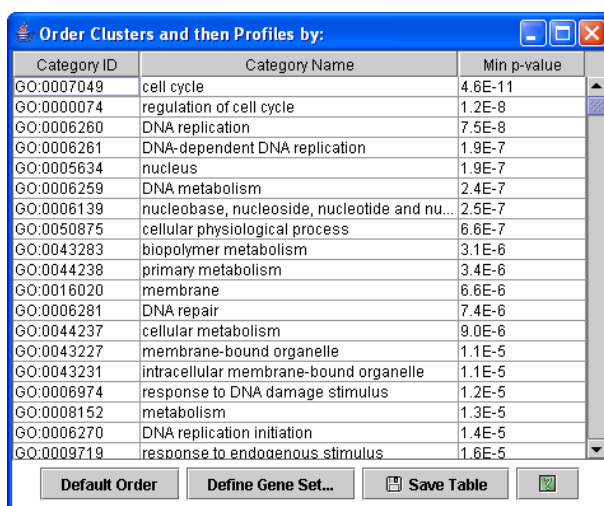 Order Clusters and then Profiles by:
Category ID Category Name Min p-value
GO:0007049 cell cycle 4.6E-11
GO:0000074 regulation of cell cycle 1.2E-8
GO:0006260 DNA replication 7.5E-8
GO:0006261 DNA-dependent DNA replication 1.9E-7
GO:0005634 nucleus 1.9E-7
GO:0006259 DNA metabolism 2.4E-7
GO:0006139 nucleobase, nucleoside, nucleotide and nu... 2.5E-7
GO:0050875 cellular physiological process 6.6E-7
GO:0043283 biopolymer metabolism 3.1E-6
GO:0044238 primary metabolism 3.4E-6
GO:0016020 membrane 6.6E-6
GO:0006281 DNA repair 7.4E-6
GO:0044237 cellular metabolism 9.0E-6
GO:0043227 membrane-bound organelle 1.1E-5
GO:0043231 intracellular membrane-bound organelle 1.1E-5
GO:0006974 response to DNA damage stimulus 1.2E-5
GO:0008152 metabolism 1.3E-5
GO:0006270 DNA replication initiation 1.4E-5
GO:0009719 response to endogenous stimulus 1.6E-5
Default Order Define Gene Set... Save Table ?